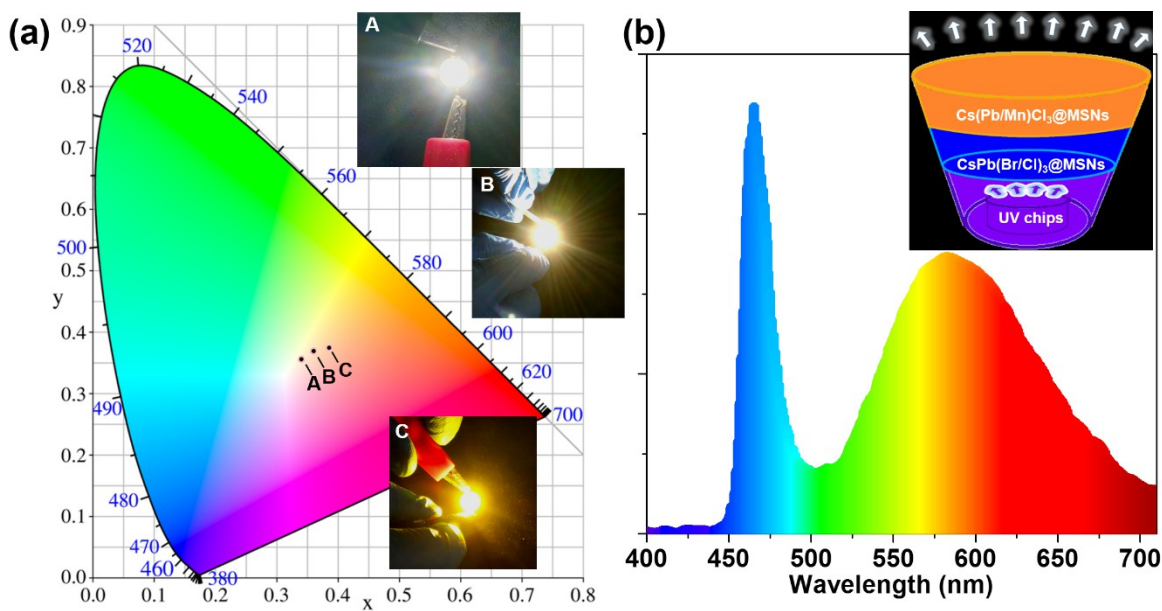 (a)
0.9
0.8
0.7
0.6
500
0.5
y
0.4
0.3
0.2
0.1
0.0
520
540
560
580
600
620
700
490
480
470
460
380
A
B
C
A
B
C
0.0
0.1
0.2
0.3
0.4
0.5
0.6
0.7
0.8
x
(b)
Cs(Pb/Mn)Cl₃@MSNs
CsPb(Br/Cl)₃@MSNs
UV chips
400 450 500 550 600 650 700
Wavelength (nm)